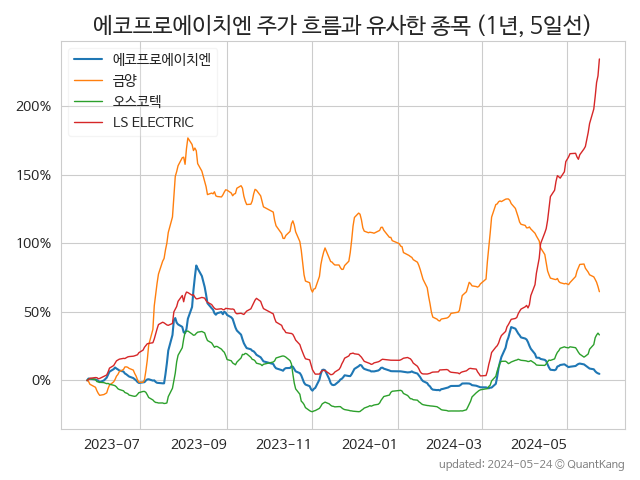 에코프로에이치엔 주가 흐름과 유사한 종목 (1년, 5일선)
에코프로에이치엔
금양
오스코텍
LS ELECTRIC
200%
150%
100%
50%
0%
2023-07 2023-09 2023-11 2024-01 2024-03 2024-05
updated: 2024-05-24 © QuantKang